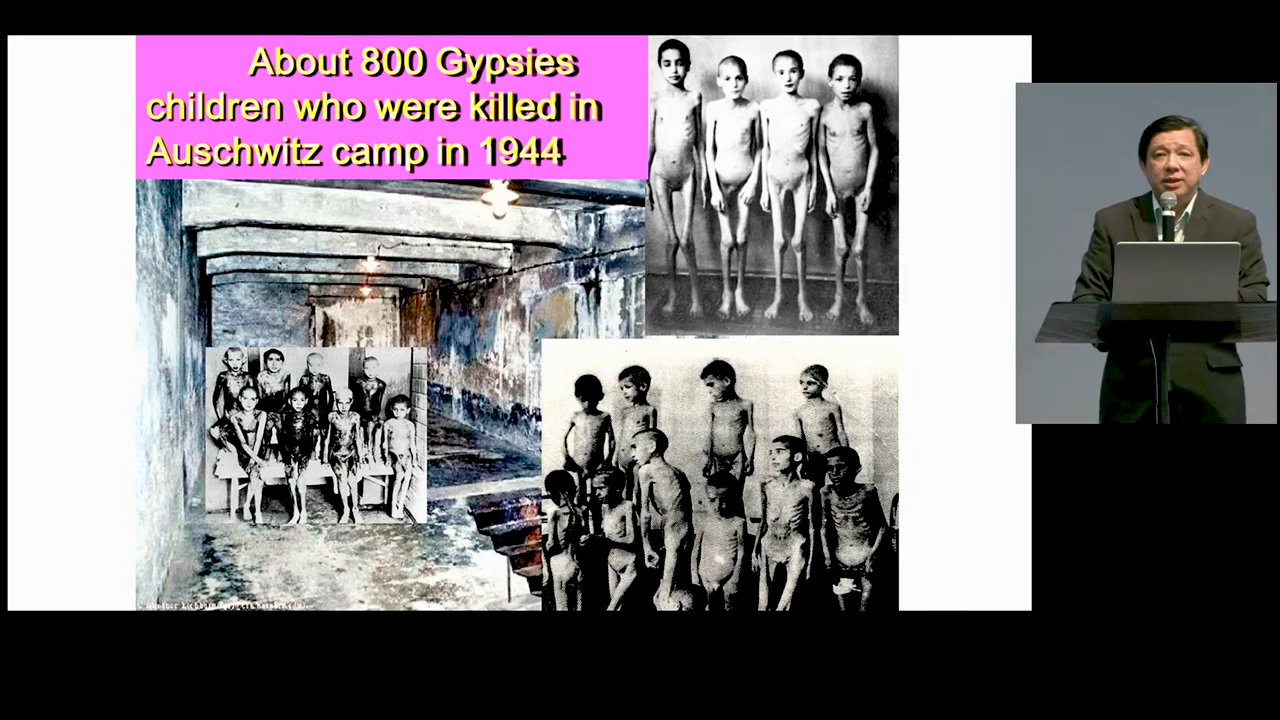 About 800 Gypsies
children who were killed in
Auschwitz camp in 1944